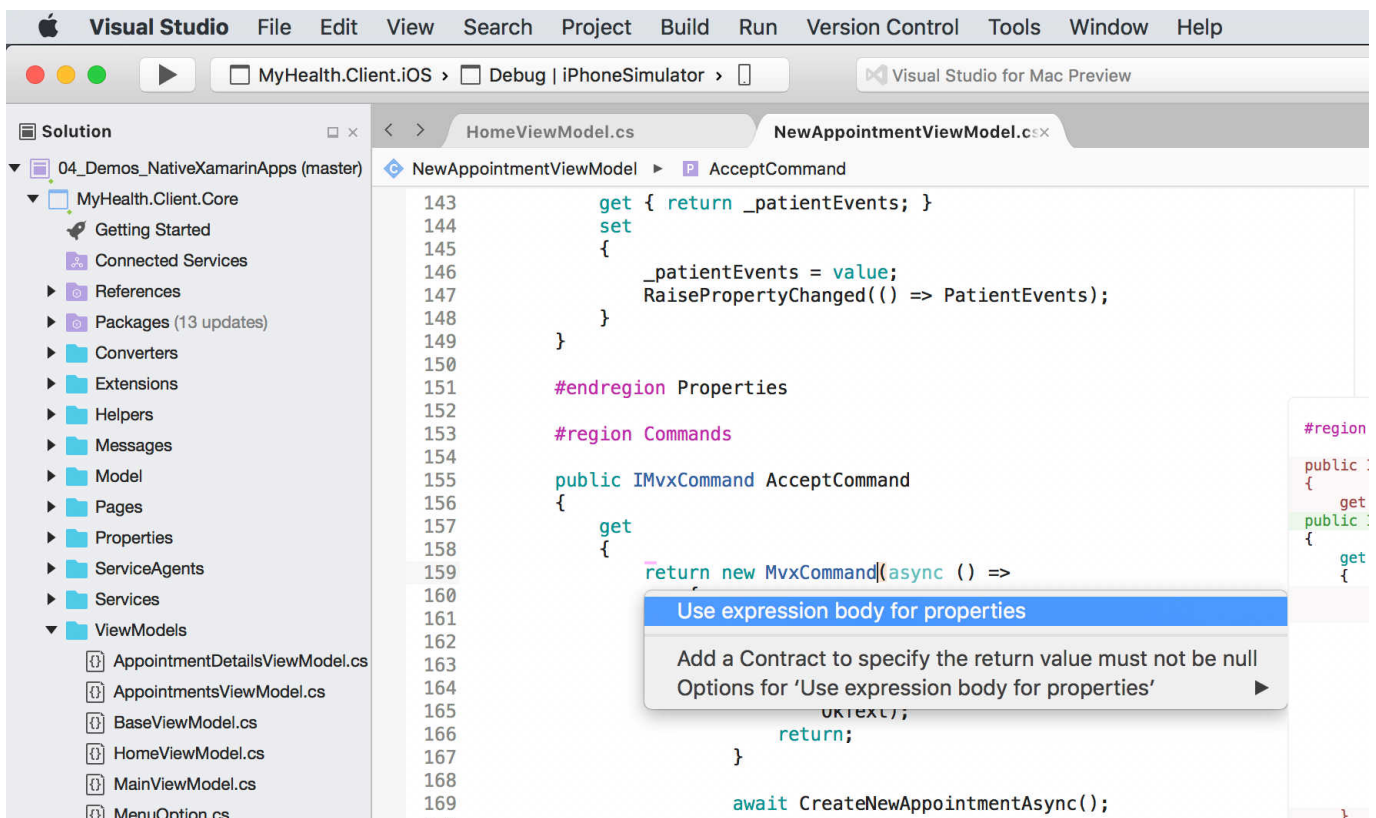 Visual Studio File Edit View Search Project Build Run Version Control Tools Window Help
MyHealth.Client.iOS › Debug | iPhoneSimulator ›
Visual Studio for Mac Preview
Solution
04_Demos_NativeXamarinApps (master)
MyHealth.Client.Core
Getting Started
Connected Services
References
Packages (13 updates)
Converters
Extensions
Helpers
Messages
Model
Pages
Properties
ServiceAgents
Services
ViewModels
AppointmentDetailsViewModel.cs
AppointmentsViewModel.cs
BaseViewModel.cs
HomeViewModel.cs
MainViewModel.cs
MenuOption.cs
HomeViewModel.cs
NewAppointmentViewModel.cs
NewAppointmentViewModel ▶ P AcceptCommand
143 get { return _patientEvents; }
144 set
145 {
146 _patientEvents = value;
147 RaisePropertyChanged(() => PatientEvents);
148 }
149 }
150
151 #endregion Properties
152
153 #region Commands
154
155 public IMvxCommand AcceptCommand
156 {
157 get
158 {
159 return new MvxCommand(async () =>
160
161
162
163
164
165 OkText);
166 return;
167 }
168
169 await CreateNewAppointmentAsync();
Use expression body for properties
Add a Contract to specify the return value must not be null
Options for ‘Use expression body for properties’
#region
public
{
get
public
{
get
{
}